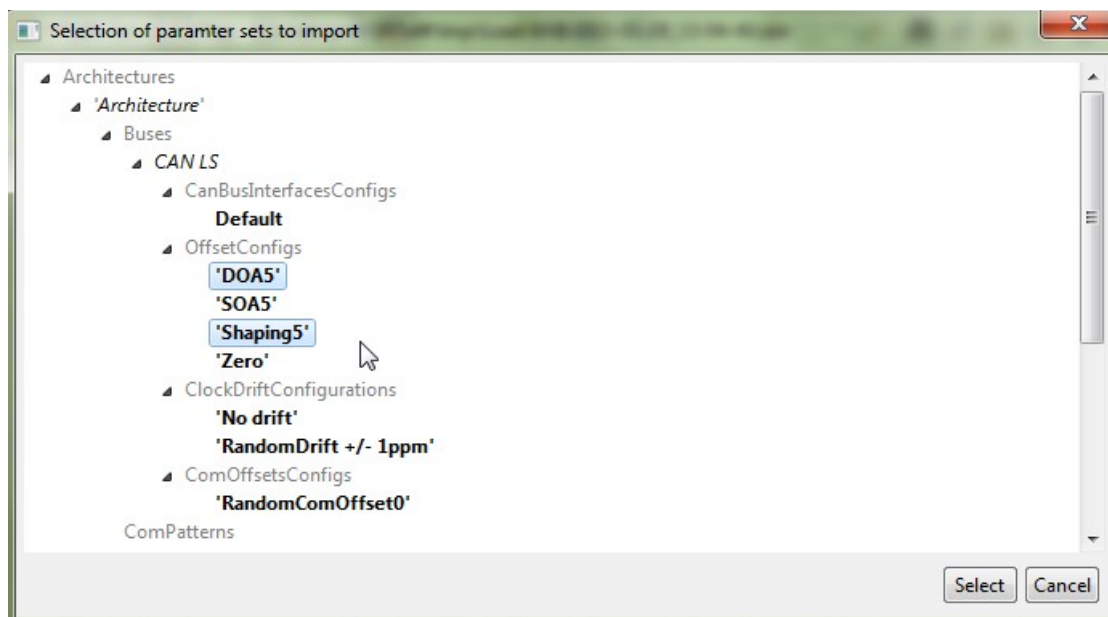 Selection of paramter sets to import
Architectures
'Architecture'
Buses
CAN LS
CanBusInterfacesConfigs
Default
OffsetConfigs
'DOA5'
'SOA5'
'Shaping5'
'Zero'
ClockDriftConfigurations
'No drift'
'RandomDrift +/- 1ppm'
ComOffsetsConfigs
'RandomComOffset0'
ComPatterns
Select Cancel